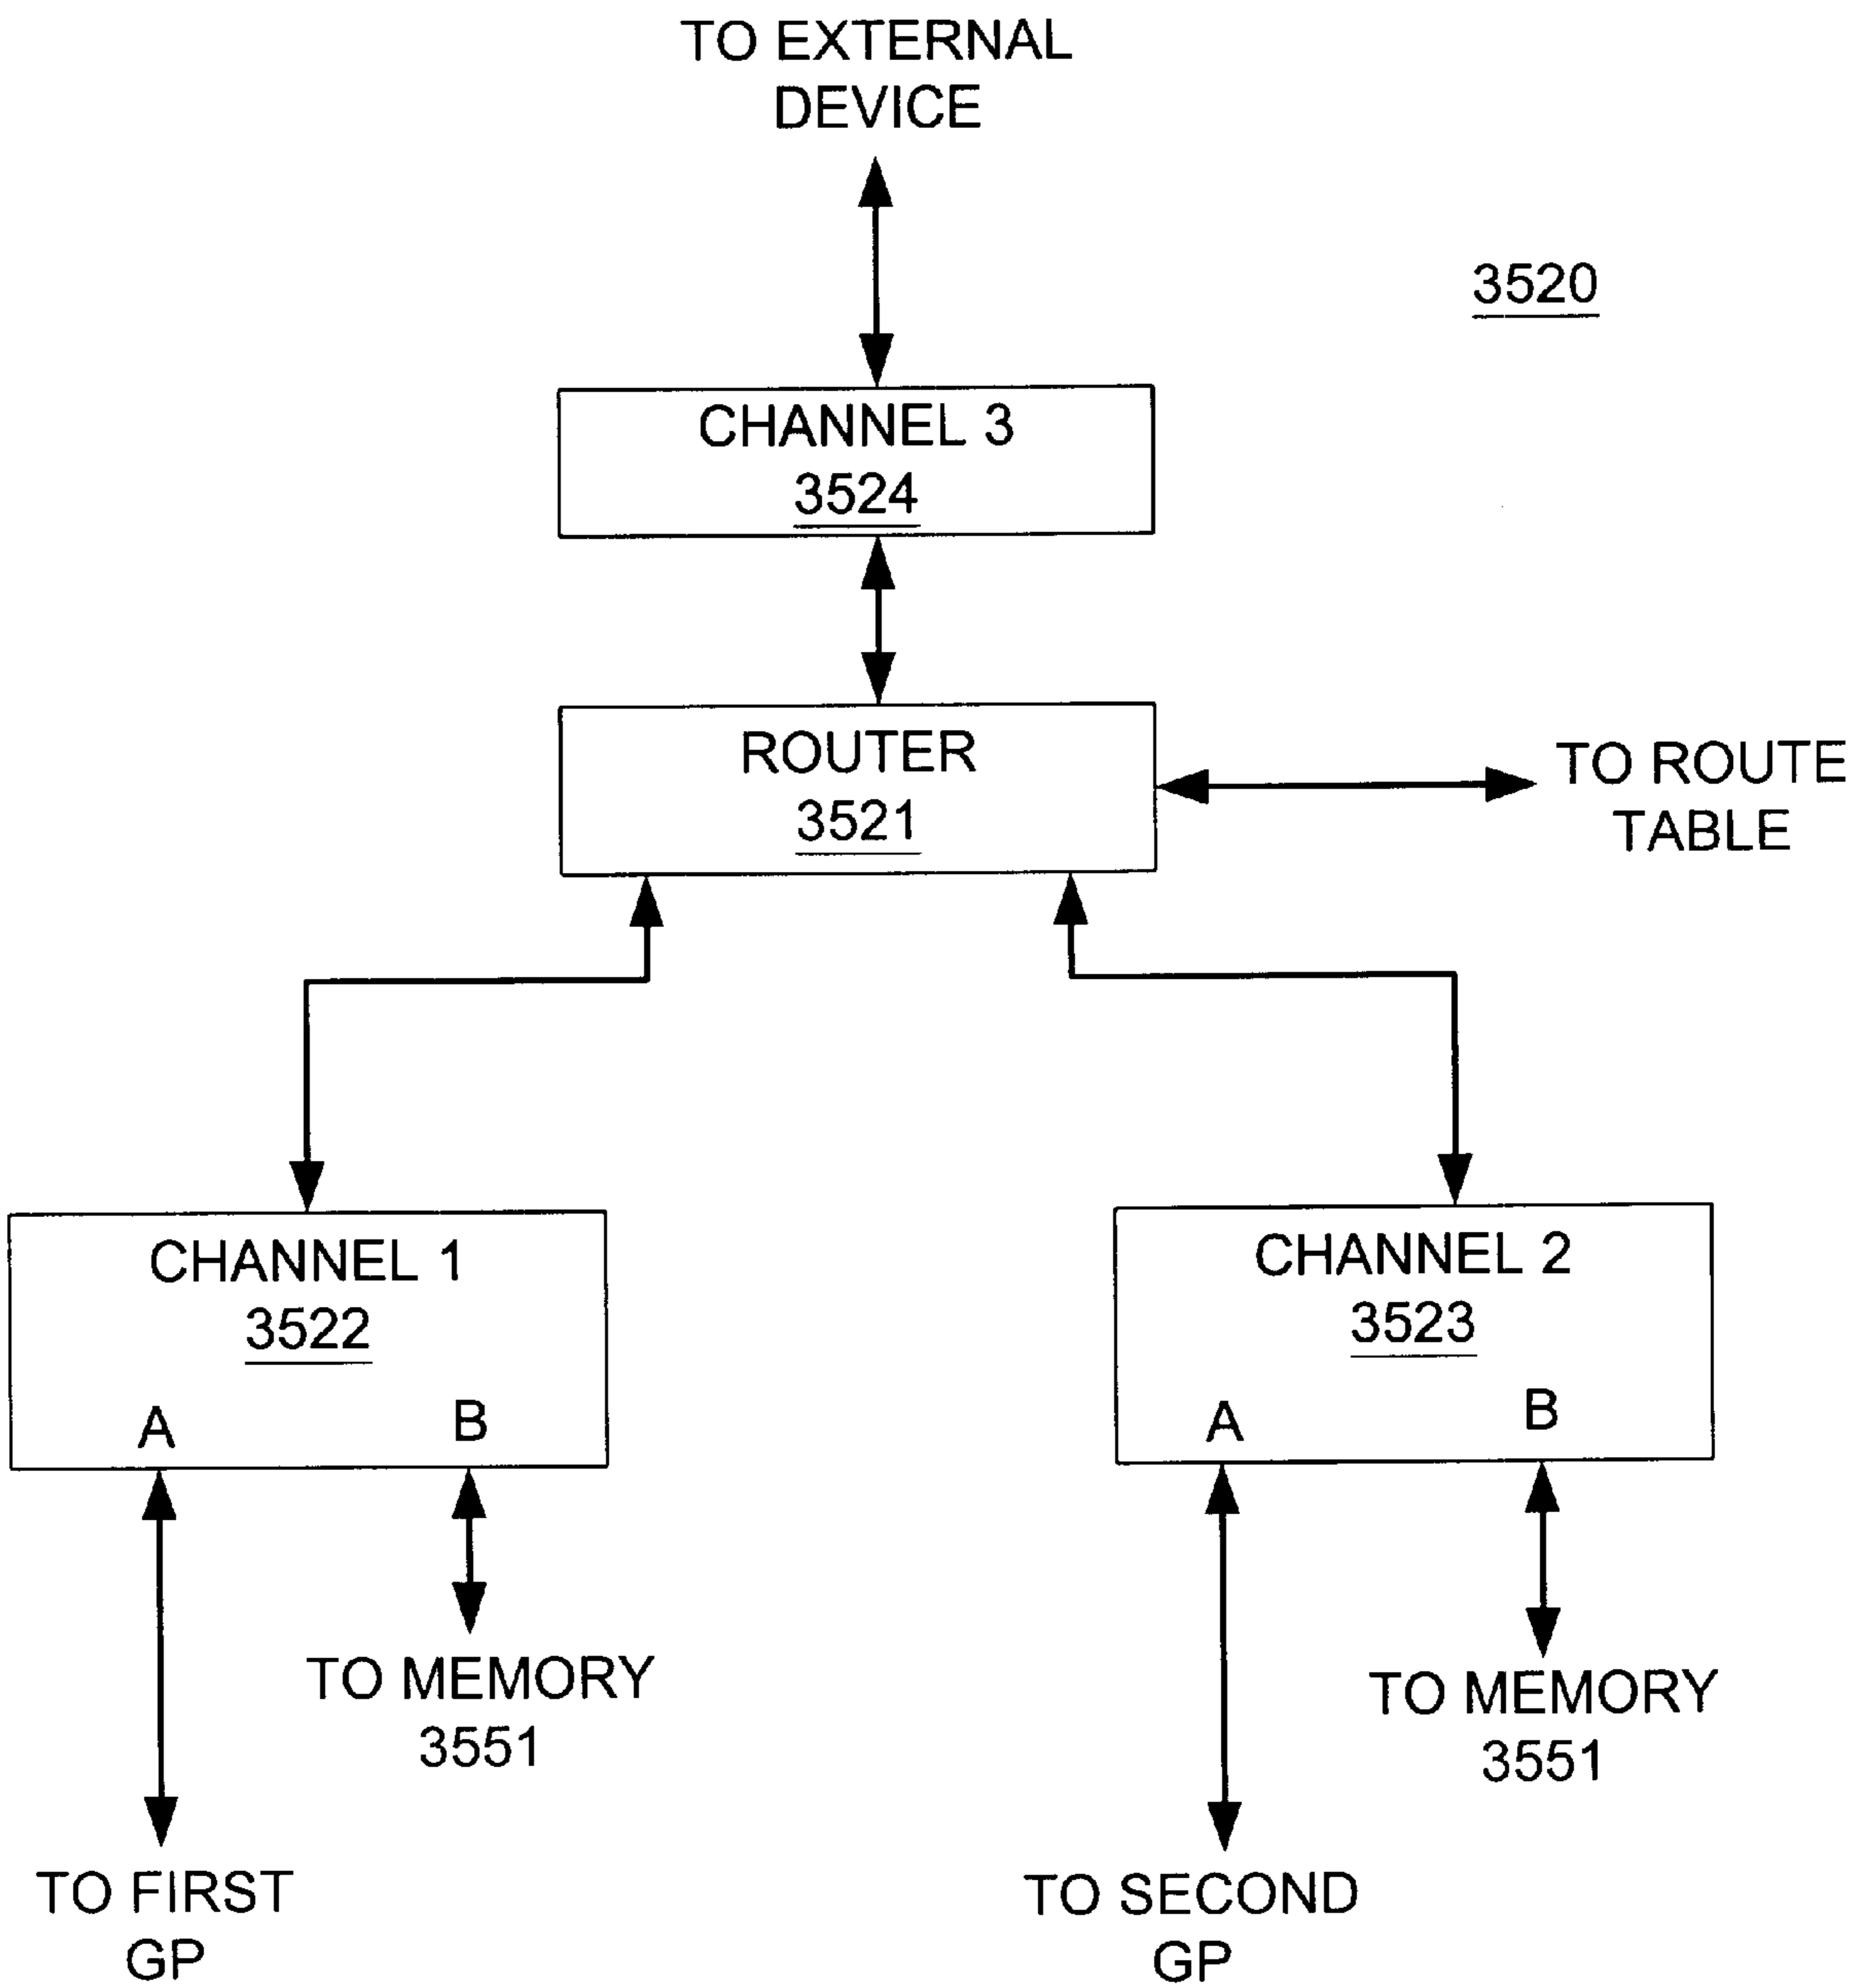 TO EXTERNAL
DEVICE
3520
CHANNEL 3
3524
ROUTER
3521
TO ROUTE
TABLE
CHANNEL 1
3522
A
B
CHANNEL 2
3523
A
B
TO MEMORY
3551
TO MEMORY
3551
TO FIRST
GP
TO SECOND
GP